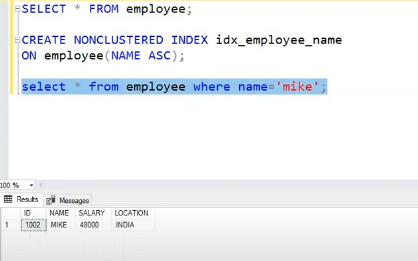 SELECT * FROM employee;
CREATE NONCLUSTERED INDEX idx_employee_name
ON employee(NAME ASC);
select * from employee where name='mike';
100 %
Results Messages
ID NAME SALARY LOCATION
1 1002 MIKE 48000 INDIA